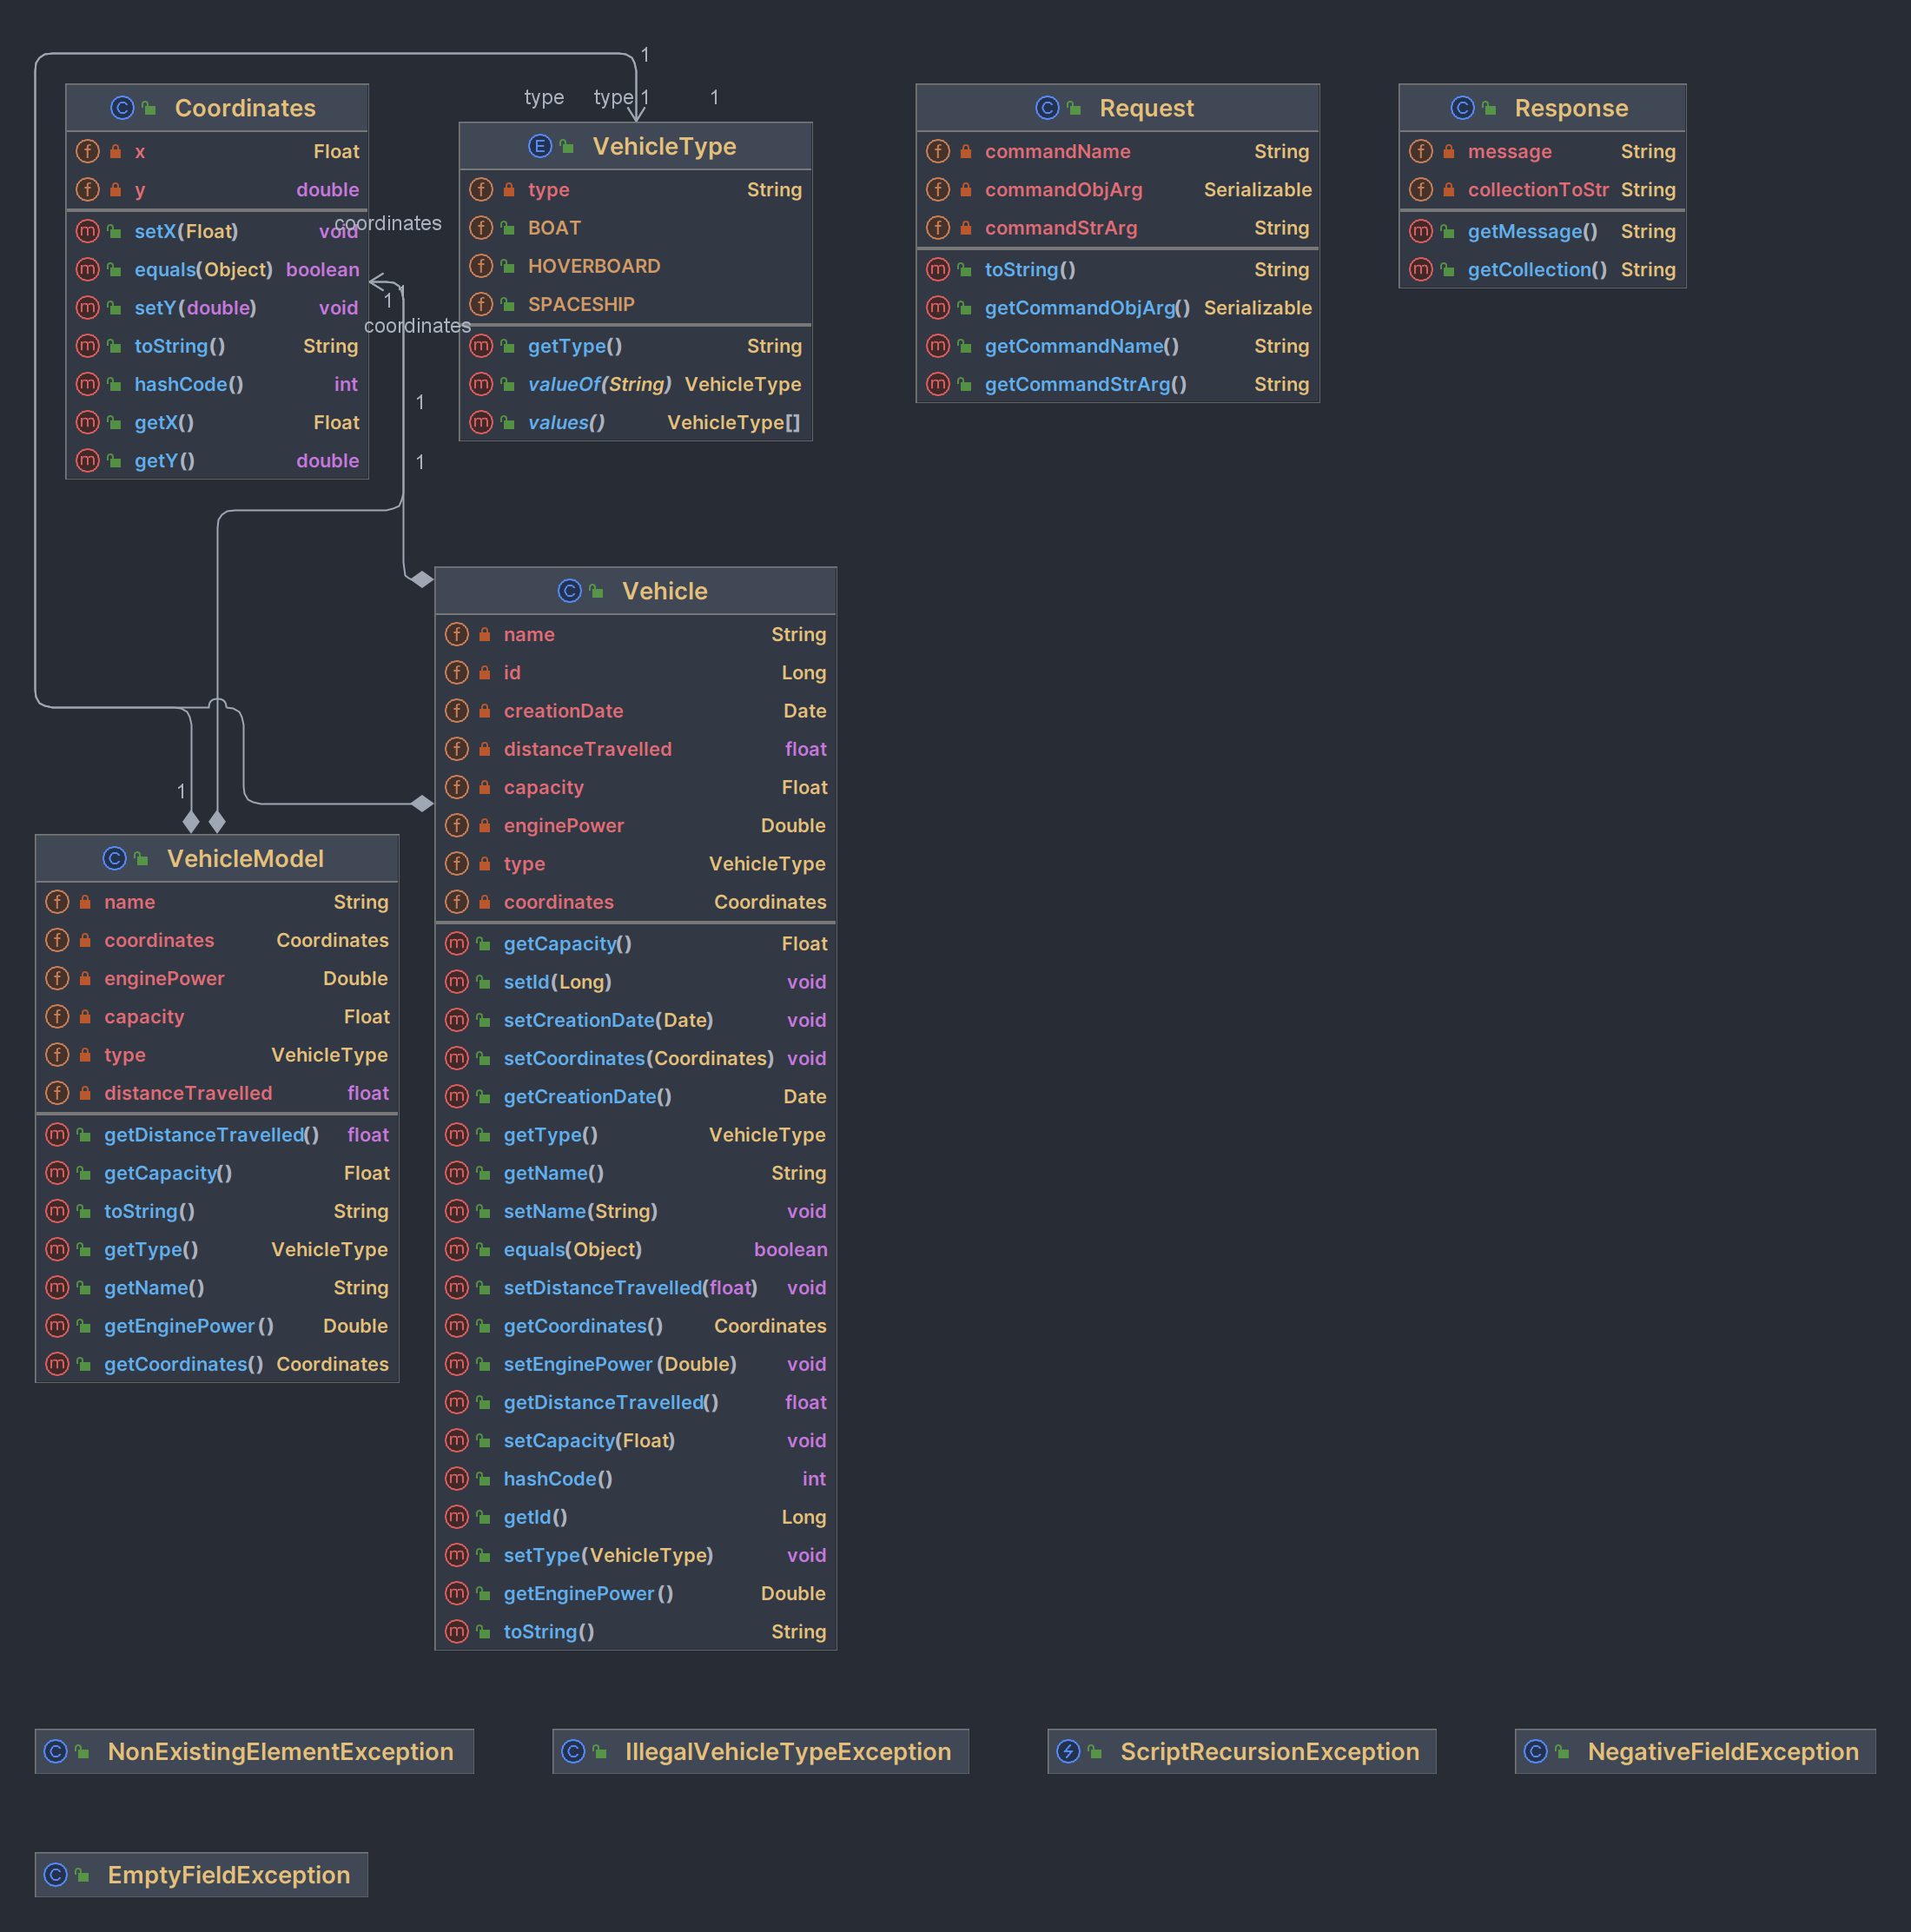 1
type type 1 1
Coordinates
x Float
y double
setX(Float) void
equals(Object) boolean
setY(double) void
toString() String
hashCode() int
getX() Float
getY() double
coordinates
1 1
coordinates
1
1
VehicleType
type String
BOAT
HOVERBOARD
SPACESHIP
getType() String
valueOf(String) VehicleType
values() VehicleType[]
Request
commandName String
commandObjArg Serializable
commandStrArg String
toString() String
getCommandObjArg() Serializable
getCommandName() String
getCommandStrArg() String
Response
message String
collectionToStr String
getMessage() String
getCollection() String
Vehicle
name String
id Long
creationDate Date
distanceTravelled float
capacity Float
enginePower Double
type VehicleType
coordinates Coordinates
getCapacity() Float
setId(Long) void
setCreationDate(Date) void
setCoordinates(Coordinates) void
getCreationDate() Date
getType() VehicleType
getName() String
setName(String) void
equals(Object) boolean
setDistanceTravelled(float) void
getCoordinates() Coordinates
setEnginePower(Double) void
getDistanceTravelled() float
setCapacity(Float) void
hashCode() int
getId() Long
setType(VehicleType) void
getEnginePower() Double
toString() String
1
VehicleModel
name String
coordinates Coordinates
enginePower Double
capacity Float
type VehicleType
distanceTravelled float
getDistanceTravelled() float
getCapacity() Float
toString() String
getType() VehicleType
getName() String
getEnginePower() Double
getCoordinates() Coordinates
NonExistingElementException
IllegalVehicleTypeException
ScriptRecursionException
NegativeFieldException
EmptyFieldException